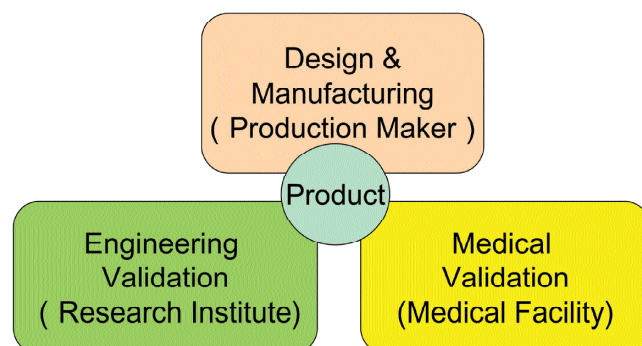 Design &
Manufacturing
( Production Maker )
Product
Engineering
Validation
( Research Institute)
Medical
Validation
(Medical Facility)